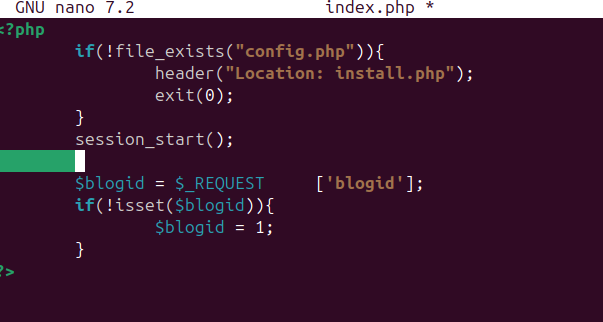 GNU nano 7.2 index.php *
<?php
if(!file_exists("config.php")){
header("Location: install.php");
exit(0);
}
session_start();
$blogid = $_REQUEST ['blogid'];
if(!isset($blogid)){
$blogid = 1;
}
?>